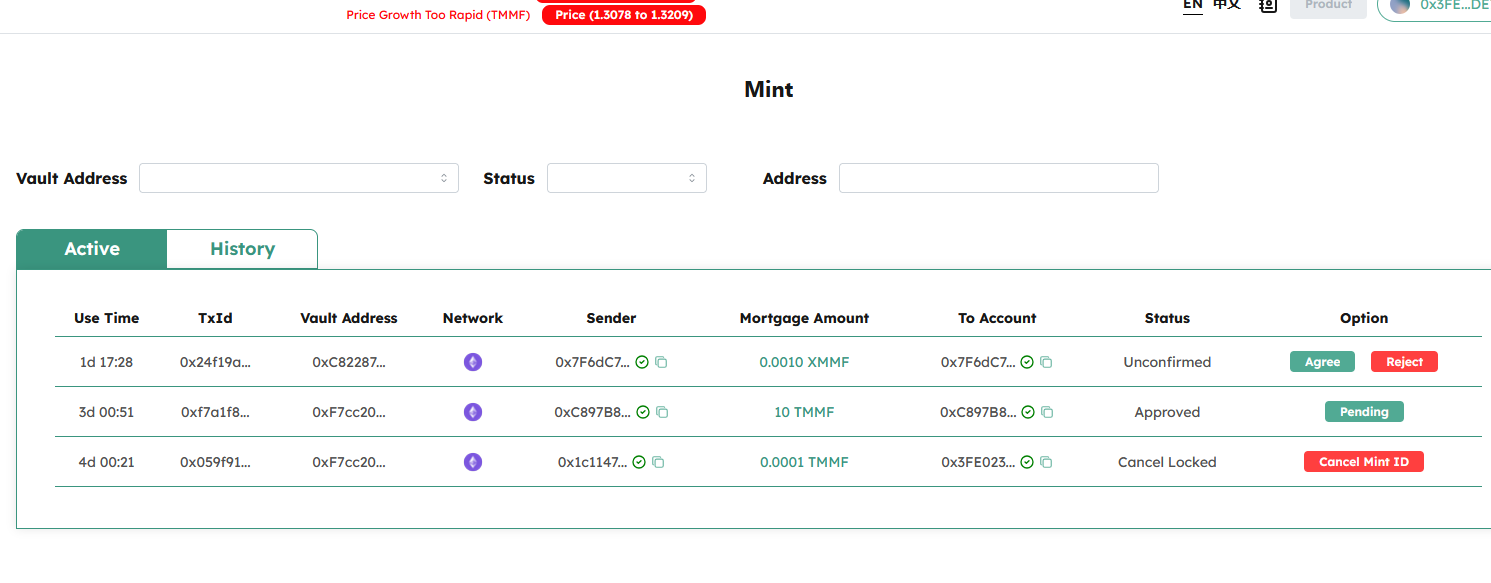 Price Growth Too Rapid (TMMF) Price (1.3078 to 1.3209)
EN 中文 Product 0x3FE...DE
Mint
Vault Address Status Address
Active History
Use Time TxId Vault Address Network Sender Mortgage Amount To Account Status Option
1d 17:28 0x24f19a... 0xC82287... 0x7F6dC7... 0.0010 XMMF 0x7F6dC7... Unconfirmed Agree Reject
3d 00:51 0xf7a1f8... 0xF7cc20... 0xC897B8... 10 TMMF 0xC897B8... Approved Pending
4d 00:21 0x059f91... 0xF7cc20... 0x1c1147... 0.0001 TMMF 0x3FE023... Cancel Locked Cancel Mint ID